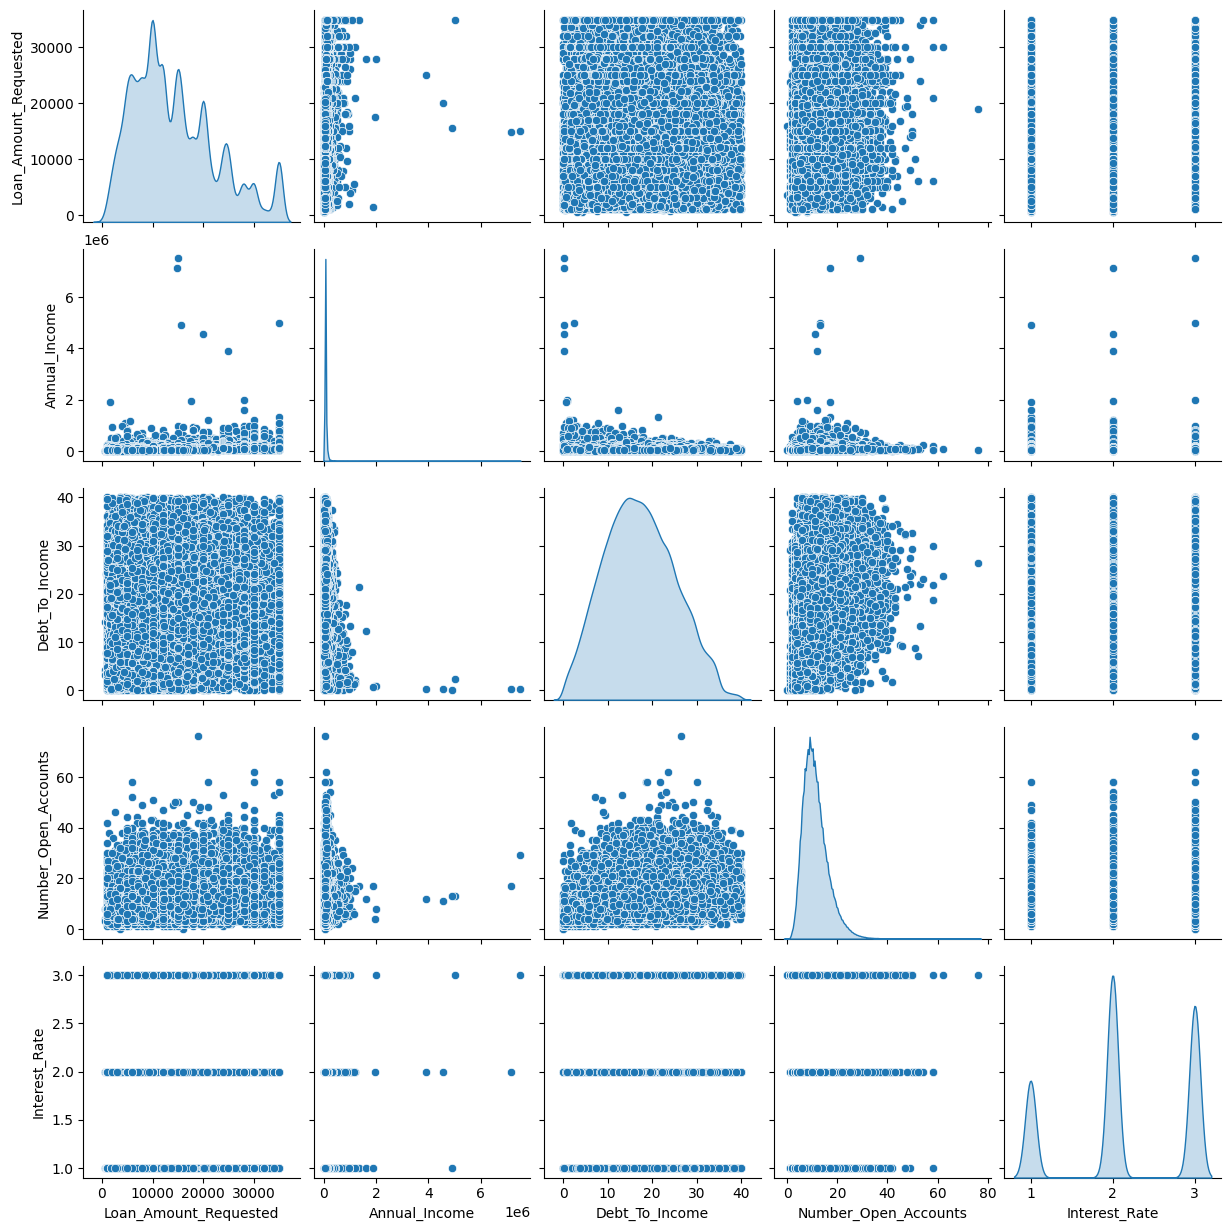 Loan_Amount_Requested
30000
20000
10000
0
1e6
Annual_Income
6
4
2
0
Debt_To_Income
40
30
20
10
0
Number_Open_Accounts
60
40
20
0
Interest_Rate
3.0
2.5
2.0
1.5
1.0
0 10000 20000 30000
0 2 4 6
0 10 20 30 40
0 20 40 60 80
1 2 3
1e6
Loan_Amount_Requested
Annual_Income
Debt_To_Income
Number_Open_Accounts
Interest_Rate